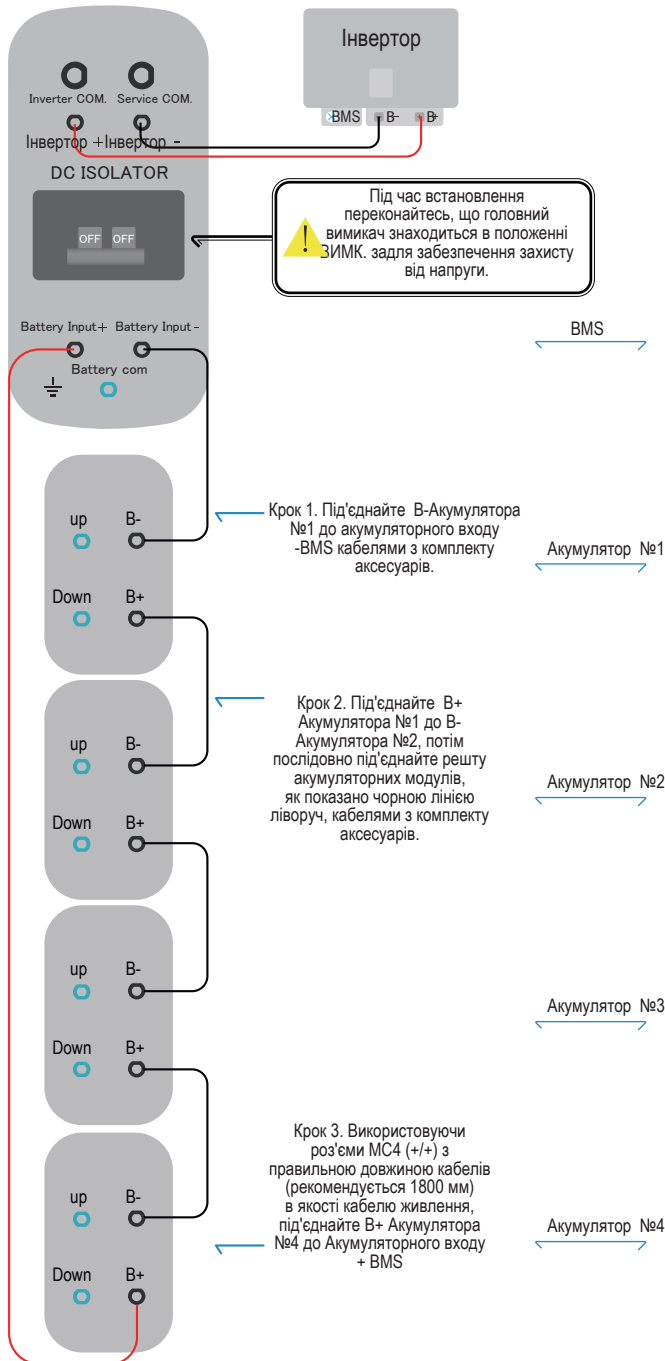 Інвертор
Inverter COM. Service COM.
BMS B- B+
Інвертор + Інвертор -
DC ISOLATOR
OFF OFF
Під час встановлення
переконайтесь, що головний
вимикач знаходиться в положенні
ВИМК. задля забезпечення захисту
від напруги.
Battery Input+ Battery Input-
Battery com
BMS
up B-
Down B+
Крок 1. Під'єднайте В-Акумулятора
№1 до акумуляторного входу
-BMS кабелями з комплекту
аксесуарів.
Акумулятор №1
up B-
Down B+
Крок 2. Під'єднайте В+
Акумулятора №1 до В-
Акумулятора №2, потім
послідовно під'єднайте решту
акумуляторних модулів,
як показано чорною лінією
ліворуч, кабелями з комплекту
аксесуарів.
Акумулятор №2
up B-
Down B+
Акумулятор №3
up B-
Down B+
Крок 3. Використовуючи
роз'єми МС4 (+/+) з
правильною довжиною кабелів
(рекомендується 1800 мм)
в якості кабелю живлення,
під'єднайте В+ Акумулятора
№4 до Акумуляторного входу
+ BMS
Акумулятор №4